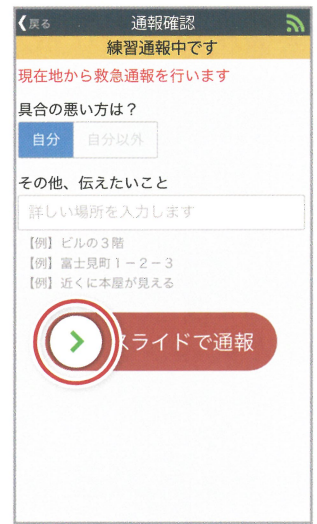 戻る 通報確認
練習通報中です
現在地から救急通報を行います
具合の悪い方は？
自分 自分以外
その他、伝えたいこと
詳しい場所を入力します
【例】ビルの３階
【例】富士見町１－２－３
【例】近くに本屋が見える
スライドで通報